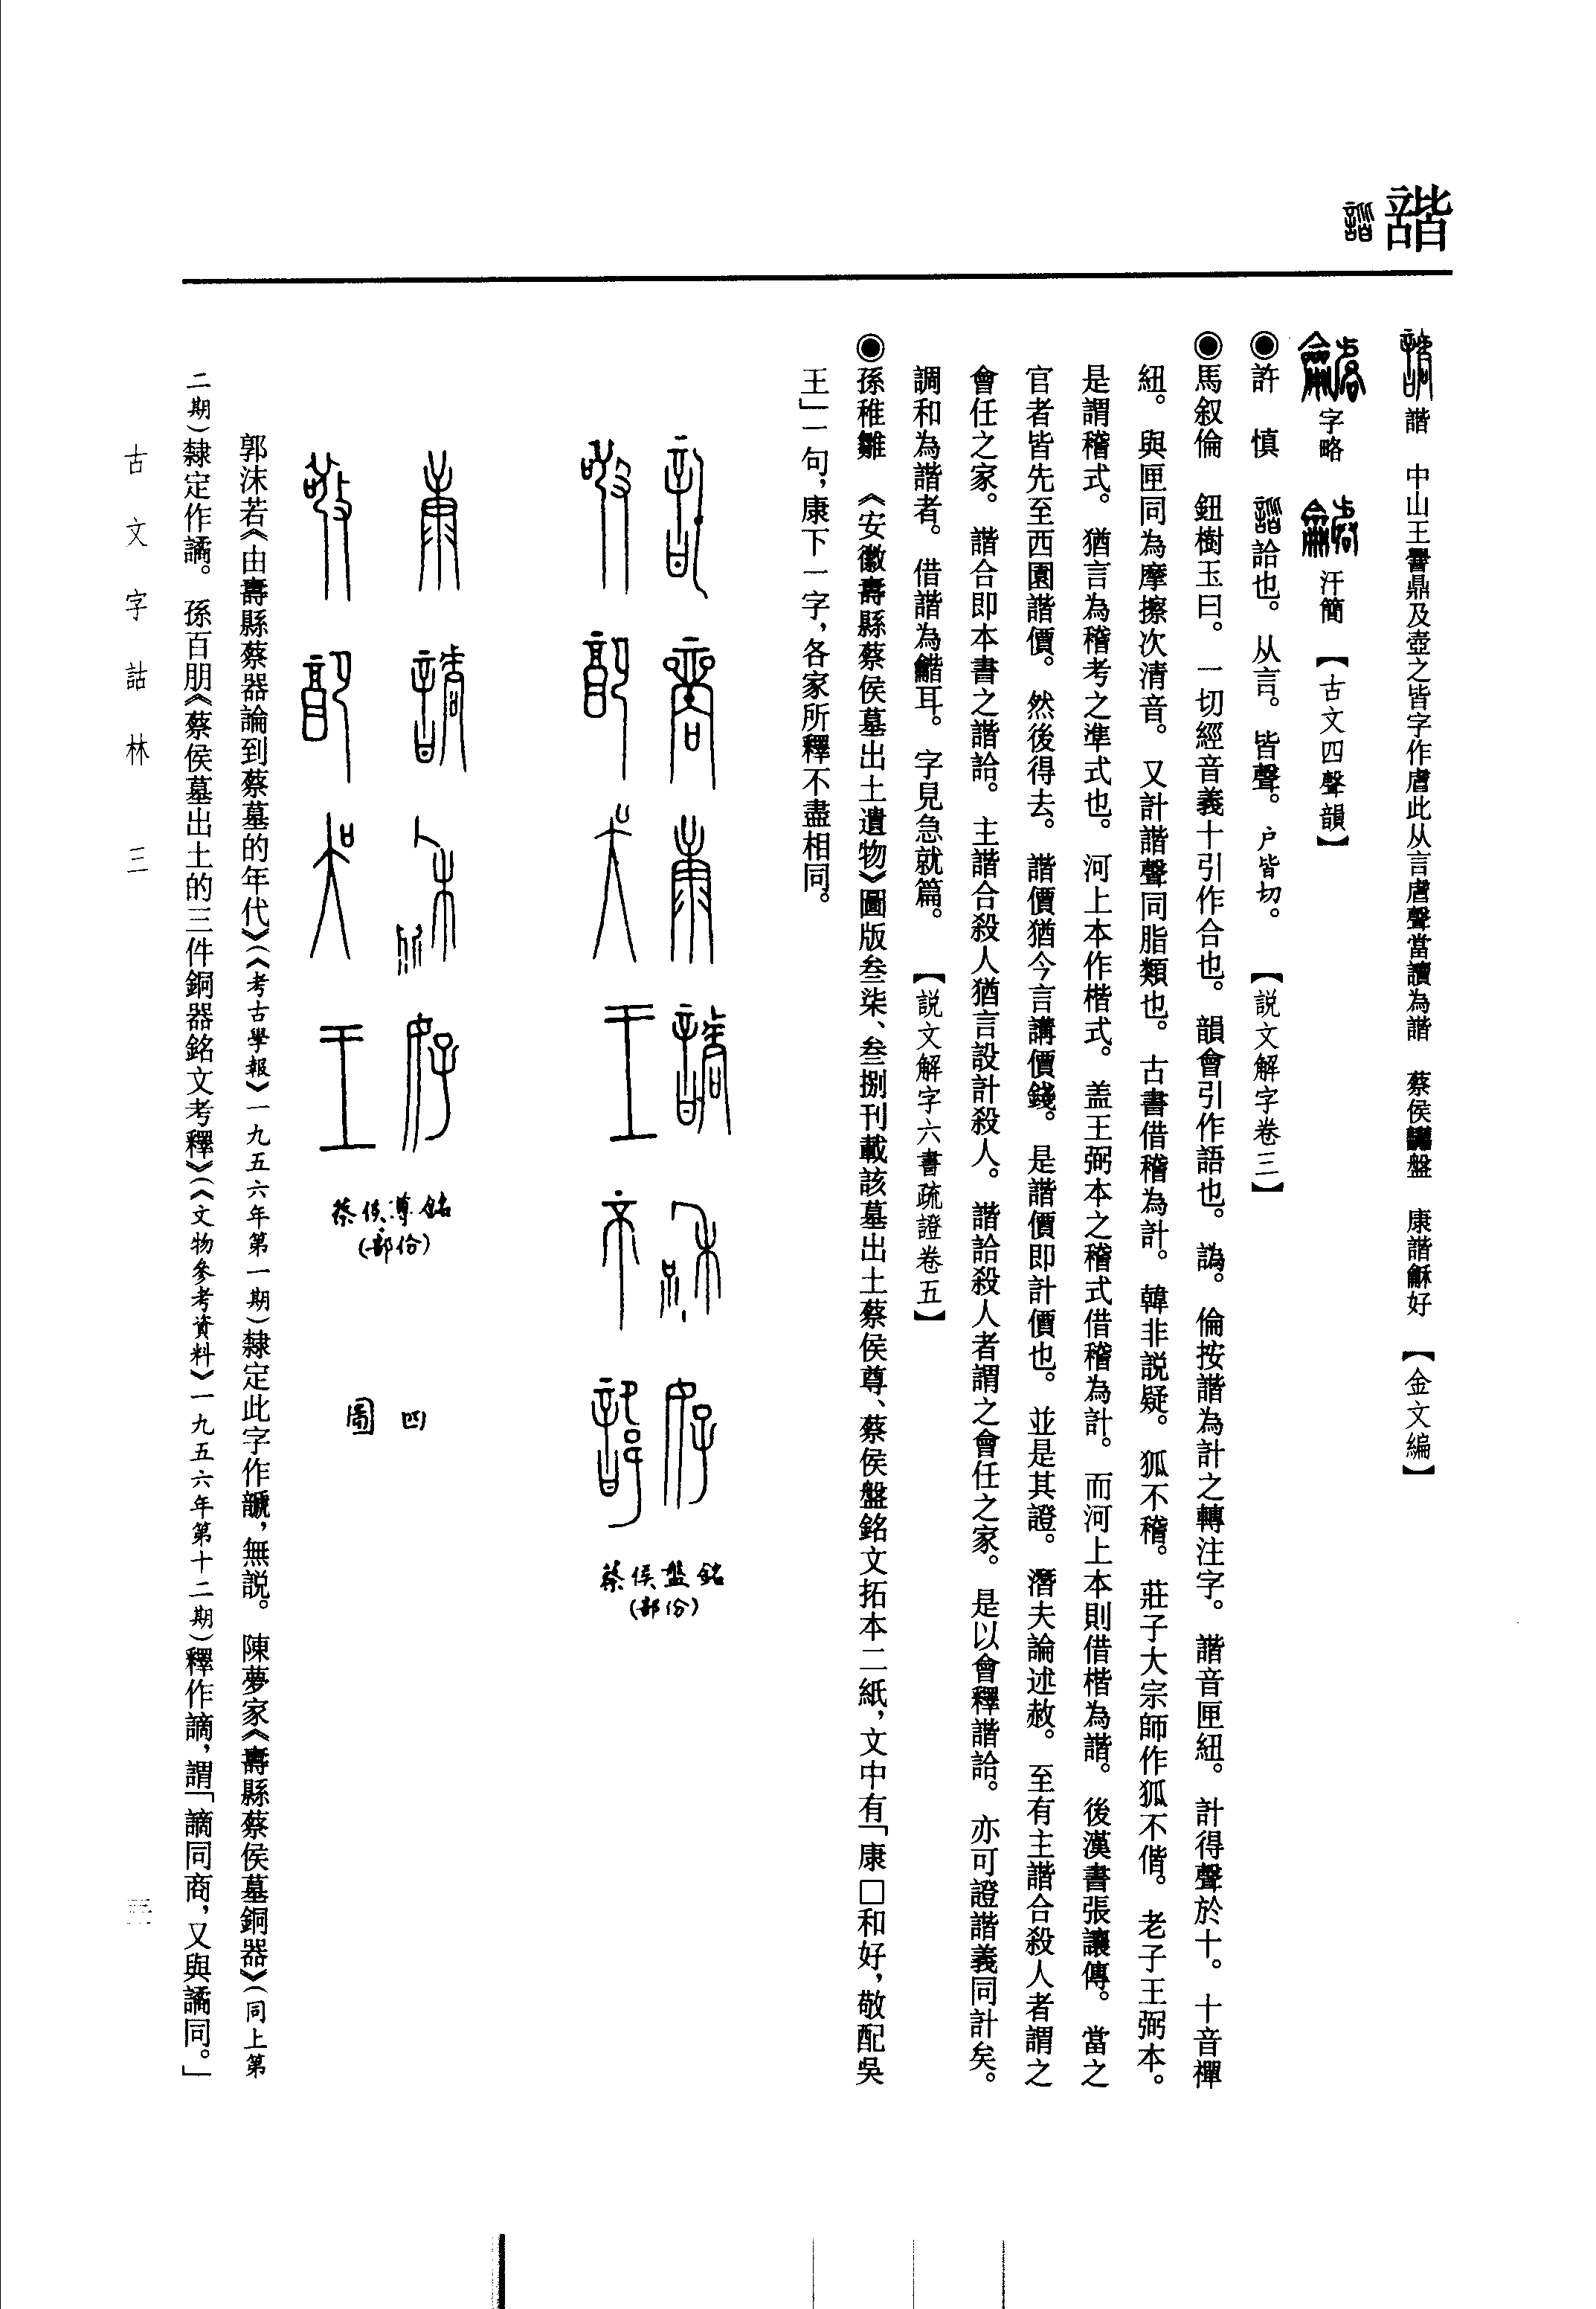 諧
諧　中山王鼎及壺之皆字作虘此从言虘聲當讀為諧　蔡侯盤　康諧龢好　【金文編】
字略　汗簡　【古文四聲韻】
◉許　慎　詥也。从言。皆聲。户皆切。　【説文解字卷三】
◉馬叙倫　鈕樹玉曰。一切經音義十引作合也。韻會引作語也。譌。倫按諧為計之轉注字。諧音匣紐。計得聲於十。十音禪
紐。與匣同為摩擦次清音。又計諧聲同脂類也。古書借稽為計。韓非説疑。狐不稽。莊子大宗師作狐不偕。老子王弼本。
是謂稽式。猶言為稽考之準式也。河上本作楷式。盖王弼本之稽式借稽為計。而河上本則借楷為諧。後漢書張讓傳。當之
官者皆先至西園諧價。然後得去。諧價猶今言講價錢。是諧價即計價也。並是其證。潛夫論述赦。至有主諧合殺人者謂之
會任之家。諧合即本書之諧詥。主諧合殺人猶言設計殺人。諧詥殺人者謂之會任之家。是以會釋諧詥。亦可證諧義同計矣。
調和為諧者。借諧為龤耳。字見急就篇。　【説文解字六書疏證卷五】
◉孫稚雛　《安徽壽縣蔡侯墓出土遺物》圖版叁柒、叁捌刊載該墓出土蔡侯尊、蔡侯盤銘文拓本二紙，文中有「康□和好，敬配吳
王」一句，康下一字，各家所釋不盡相同。
蔡侯盤銘
（部份）
蔡侯尊銘
（部份）
圖四
郭沫若《由壽縣蔡器論到蔡墓的年代》（《考古學報》一九五六年第一期）隸定此字作，無説。陳夢家《壽縣蔡侯墓銅器》（同上第
二期）隸定作譎。孫百朋《蔡侯墓出土的三件銅器銘文考釋》（《文物參考資料》一九五六年第十二期）釋作謫，謂「謫同商，又與譎同。」
古文字詁林　三